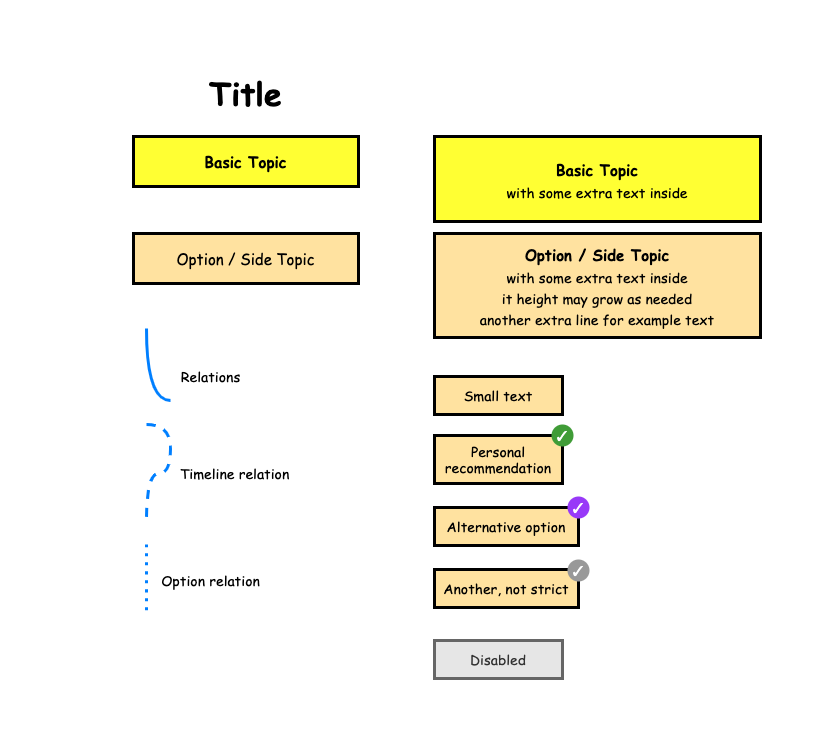 Title
Basic Topic
Basic Topic
with some extra text inside
Option / Side Topic
Option / Side Topic
with some extra text inside
it height may grow as needed
another extra line for example text
Relations
Small text
Personal
recommendation
Timeline relation
Alternative option
Option relation
Another, not strict
Disabled